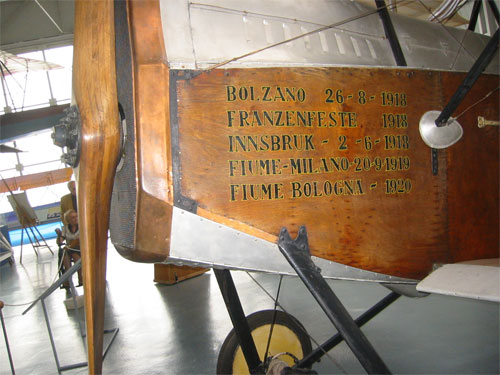 BOLZANO 26-8-1918
FRANZENFESTE 1918
INNSBRUK - 2-6-1918
FIUME-MILANO-20-9-1919
FIUME BOLOGNA - 1920